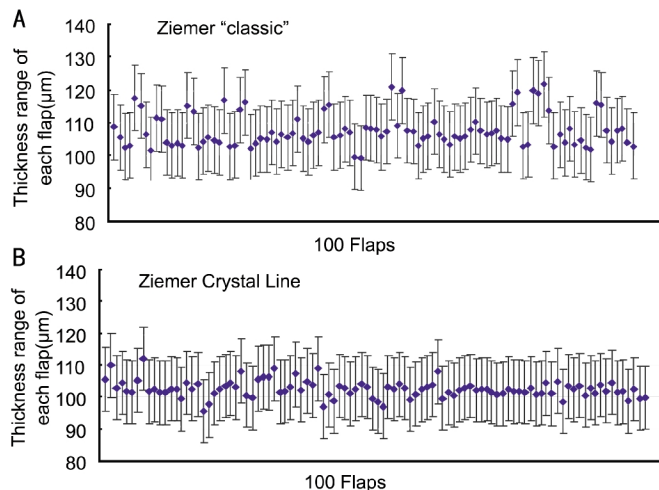 A
Ziemer “classic”
Thickness range of
each flap(μm)
140
130
120
110
100
90
80
100 Flaps
B
Ziemer Crystal Line
Thickness range of
each flap(μm)
140
130
120
110
100
90
80
100 Flaps